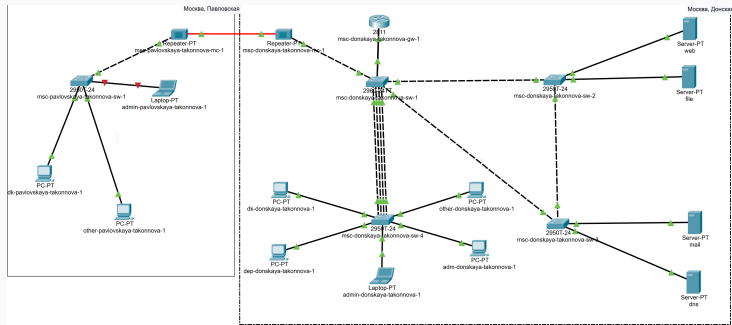 Москва, Павловская
Москва, Донская
Repeater-PT
msc-pavlovskaya-takonnova-mc-1
Repeater-PT
msc-donskaya-takonnova-mc-1
2811
msc-donskaya-takonnova-gw-1
Server-PT
web
2950T-24
msc-pavlovskaya-takonnova-sw-1
Laptop-PT
admin-pavlovskaya-takonnova-1
msc-donskaya-takonnova-sw-1
2950T-24
msc-donskaya-takonnova-sw-2
Server-PT
file
PC-PT
dk-pavlovskaya-takonnova-1
PC-PT
other-pavlovskaya-takonnova-1
PC-PT
dk-donskaya-takonnova-1
PC-PT
other-donskaya-takonnova-1
2950T-24
msc-donskaya-takonnova-sw-4
2950T-24
msc-donskaya-takonnova-sw-3
Server-PT
mail
PC-PT
dep-donskaya-takonnova-1
PC-PT
adm-donskaya-takonnova-1
Laptop-PT
admin-donskaya-takonnova-1
Server-PT
dns